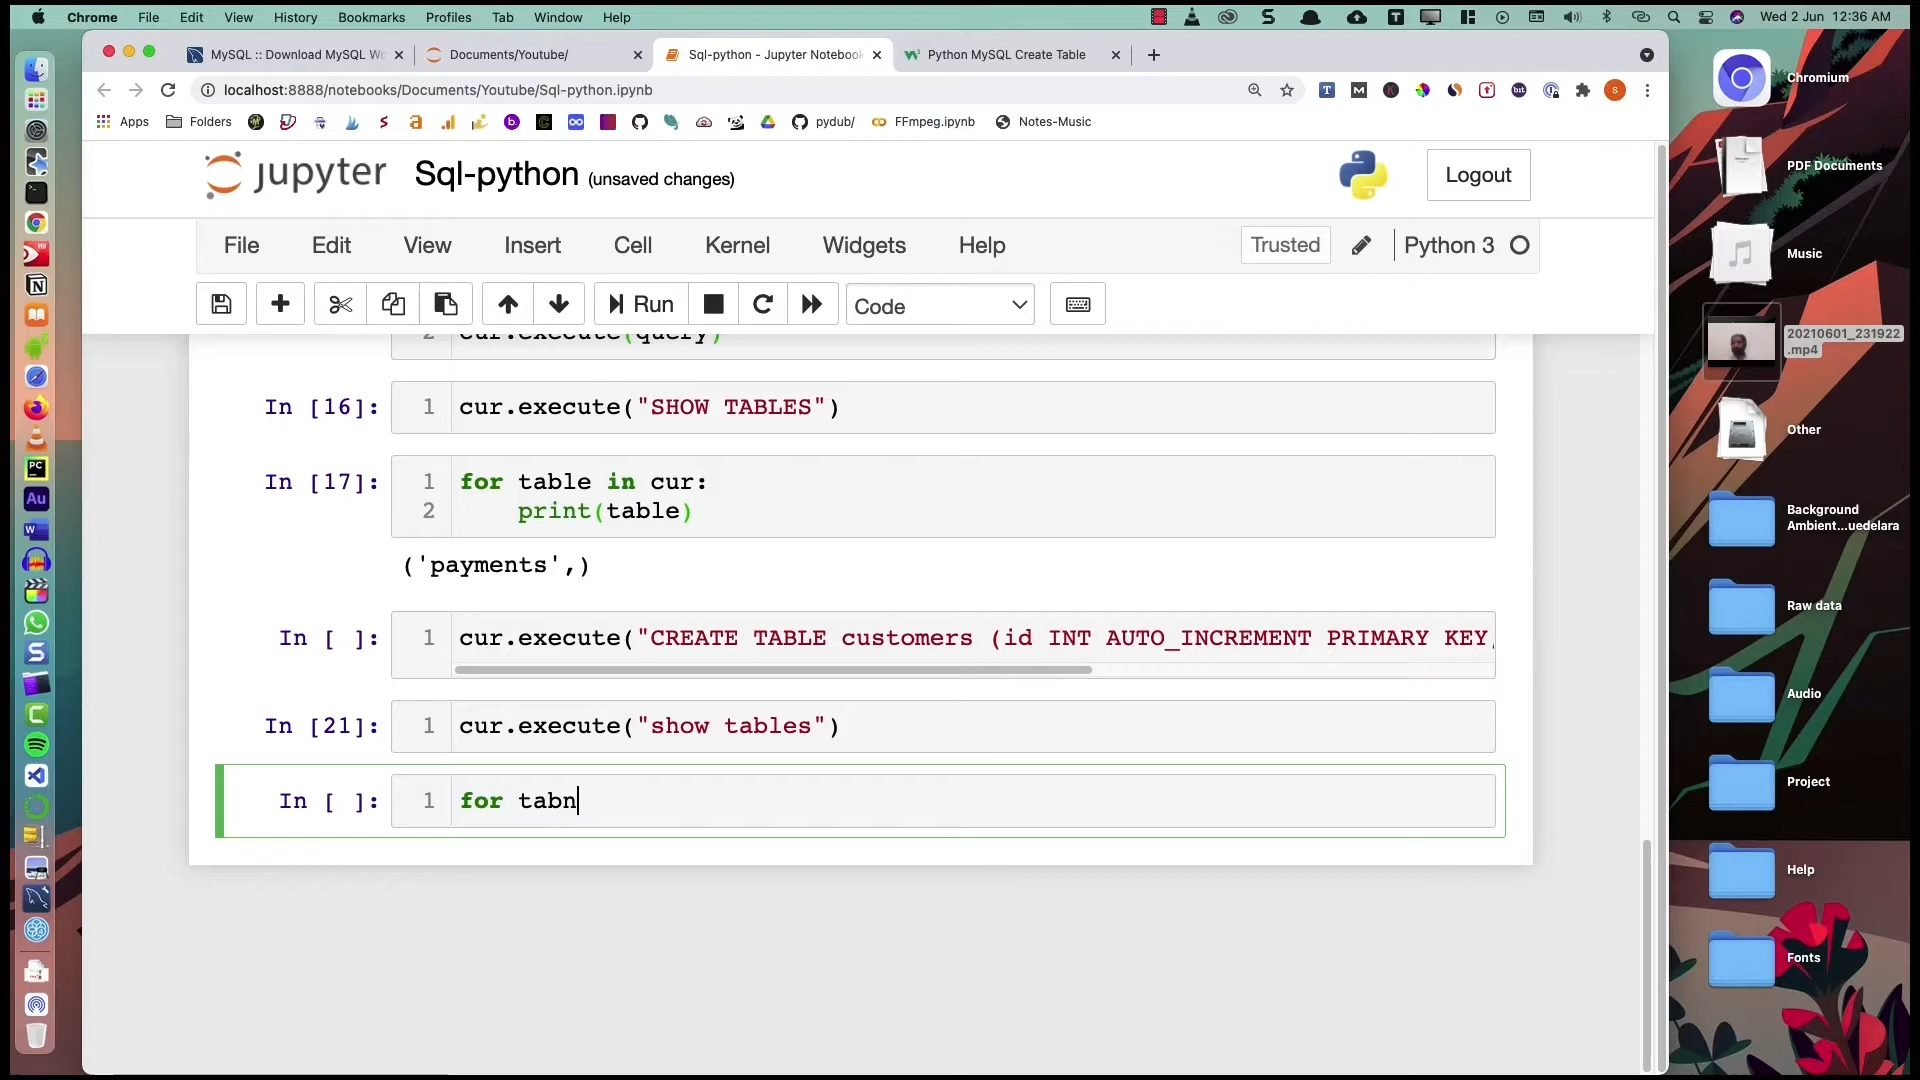 Chrome File Edit View History Bookmarks Profiles Tab Window Help
Wed 2 Jun 12:36 AM
MySQL :: Download MySQL Wo
Documents/Youtube/
Sql-python - Jupyter Notebook
Python MySQL Create Table
localhost:8888/notebooks/Documents/Youtube/Sql-python.ipynb
Apps Folders pydub/ FFmpeg.ipynb Notes-Music
jupyter Sql-python (unsaved changes)
Logout
File Edit View Insert Cell Kernel Widgets Help
Trusted Python 3
Run Code
2 cur.execute(query)
In [16]: 1 cur.execute("SHOW TABLES")
In [17]: 1 for table in cur:
2 print(table)
('payments',)
In [ ]: 1 cur.execute("CREATE TABLE customers (id INT AUTO_INCREMENT PRIMARY KEY,
In [21]: 1 cur.execute("show tables")
In [ ]: 1 for tabn
Chromium
PDF Documents
Music
20210601_231922
.mp4
Other
Background
Ambient...uedelara
Raw data
Audio
Project
Help
Fonts